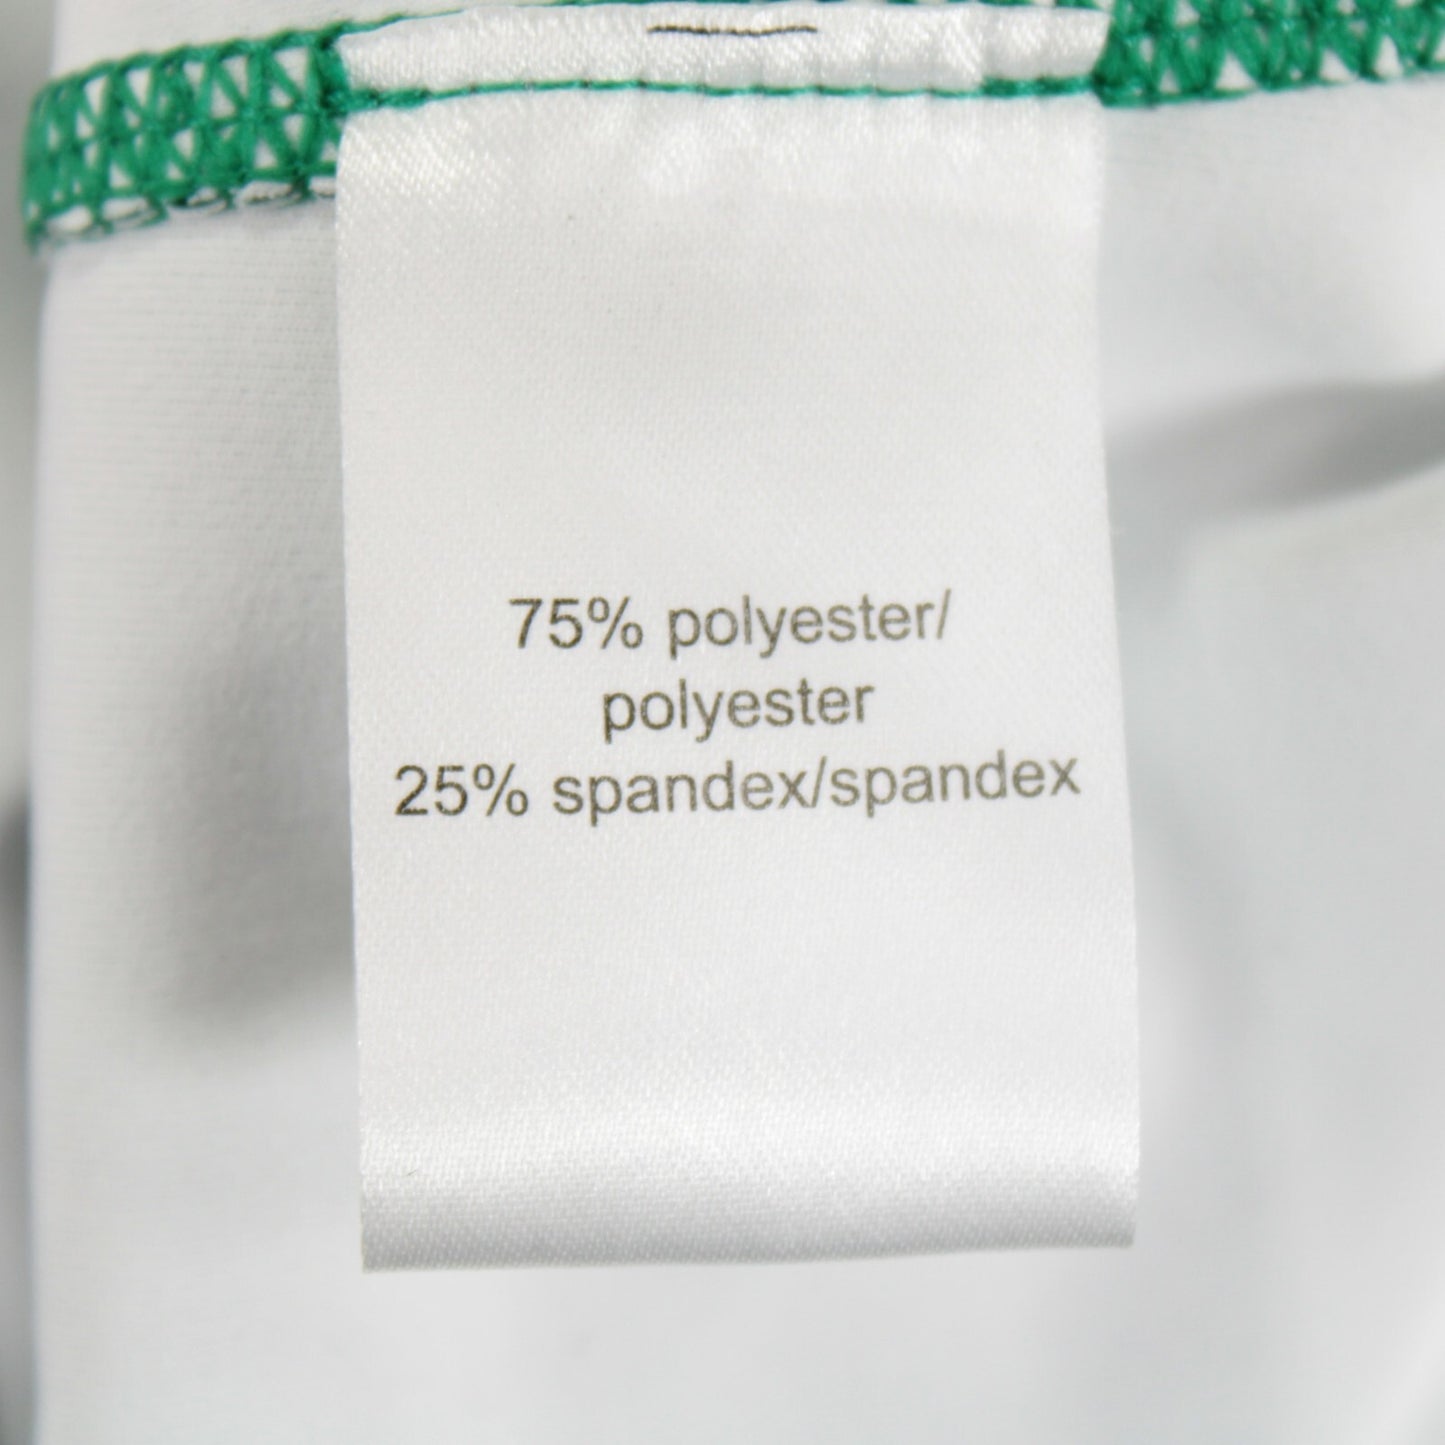 75% polyester/
polyester
25% spandex/spandex